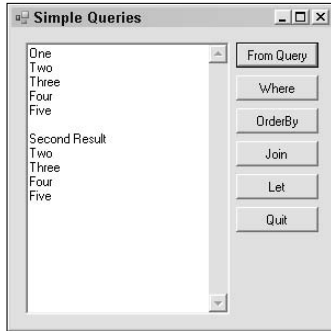 Simple Queries
One
Two
Three
Four
Five
Second Result
Two
Three
Four
Five
From Query
Where
OrderBy
Join
Let
Quit